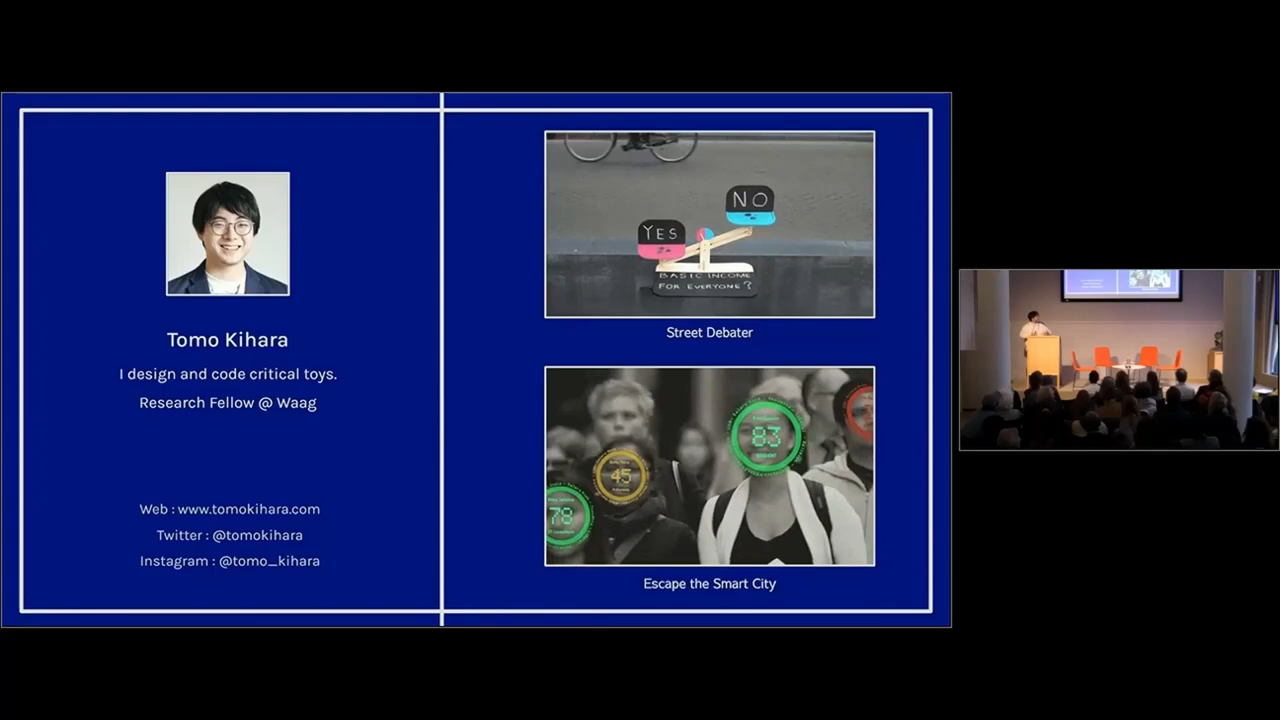 Tomo Kihara
I design and code critical toys.
Research Fellow @ Waag
Web : www.tomokihara.com
Twitter : @tomokihara
Instagram : @tomo_kihara
NO
YES
BASIC INCOME
FOR EVERYONE?
Street Debater
83
45
78
Escape the Smart City